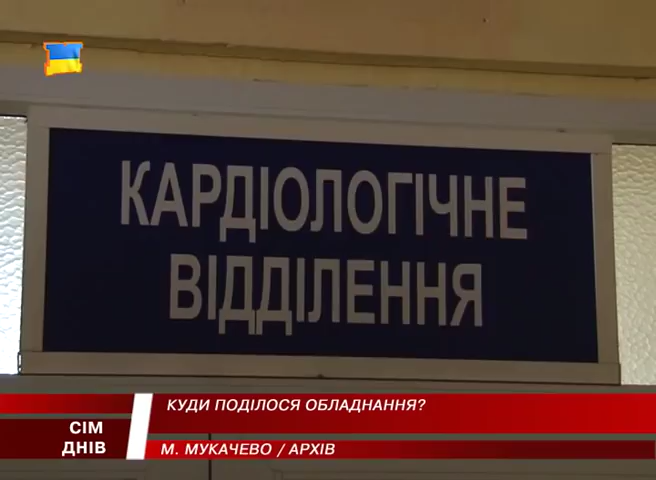 КАРДІОЛОГІЧНЕ
ВІДДІЛЕННЯ
КУДИ ПОДІЛОСЯ ОБЛАДНАННЯ?
СІМ
ДНІВ
М. МУКАЧЕВО / АРХІВ